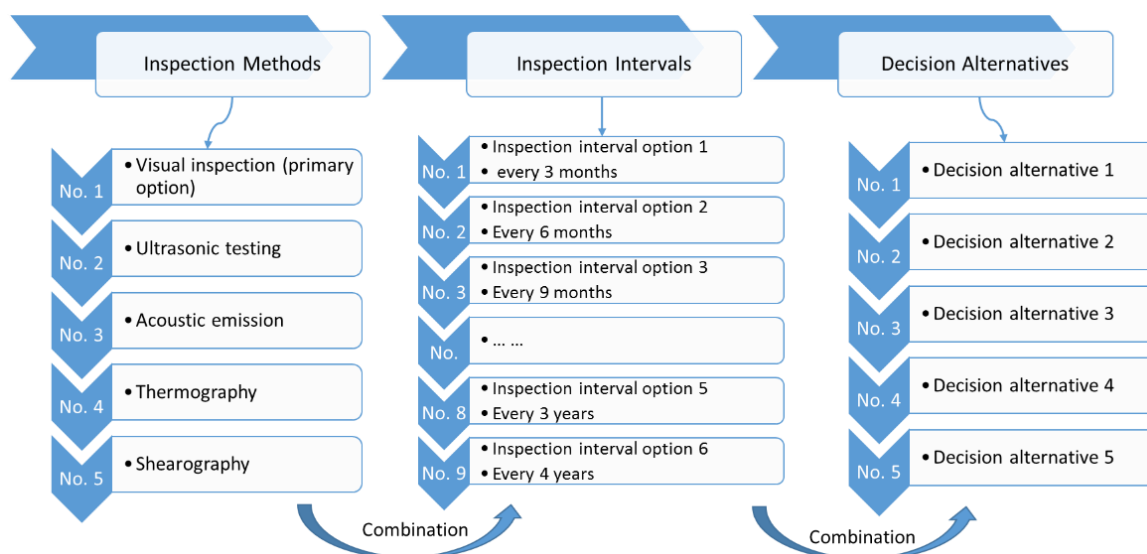 Inspection Methods
No. 1
• Visual inspection (primary
option)
No. 2
• Ultrasonic testing
No. 3
• Acoustic emission
No. 4
• Thermography
No. 5
• Shearography
Combination
Inspection Intervals
No. 1
• Inspection interval option 1
• every 3 months
No. 2
• Inspection interval option 2
• Every 6 months
No. 3
• Inspection interval option 3
• Every 9 months
No.
• ... ...
No. 8
• Inspection interval option 5
• Every 3 years
No. 9
• Inspection interval option 6
• Every 4 years
Combination
Decision Alternatives
No. 1
• Decision alternative 1
No. 2
• Decision alternative 2
No. 3
• Decision alternative 3
No. 4
• Decision alternative 4
No. 5
• Decision alternative 5